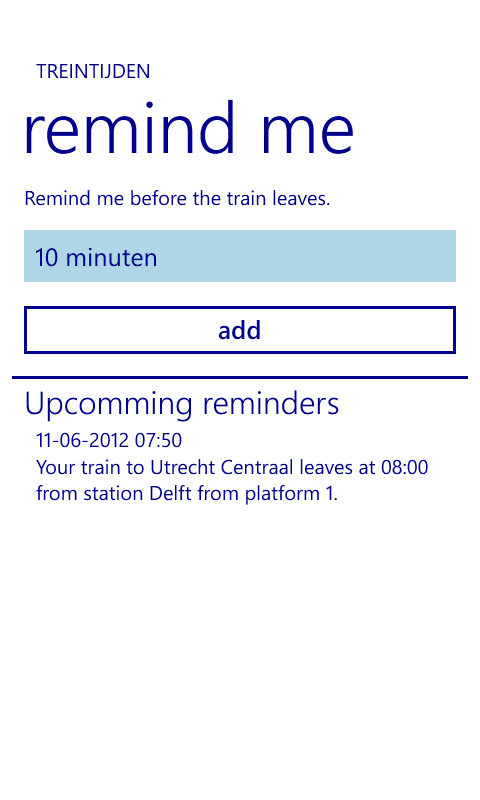 TREINTIJDEN
remind me
Remind me before the train leaves.
10 minuten
add
Upcomming reminders
11-06-2012 07:50
Your train to Utrecht Centraal leaves at 08:00
from station Delft from platform 1.